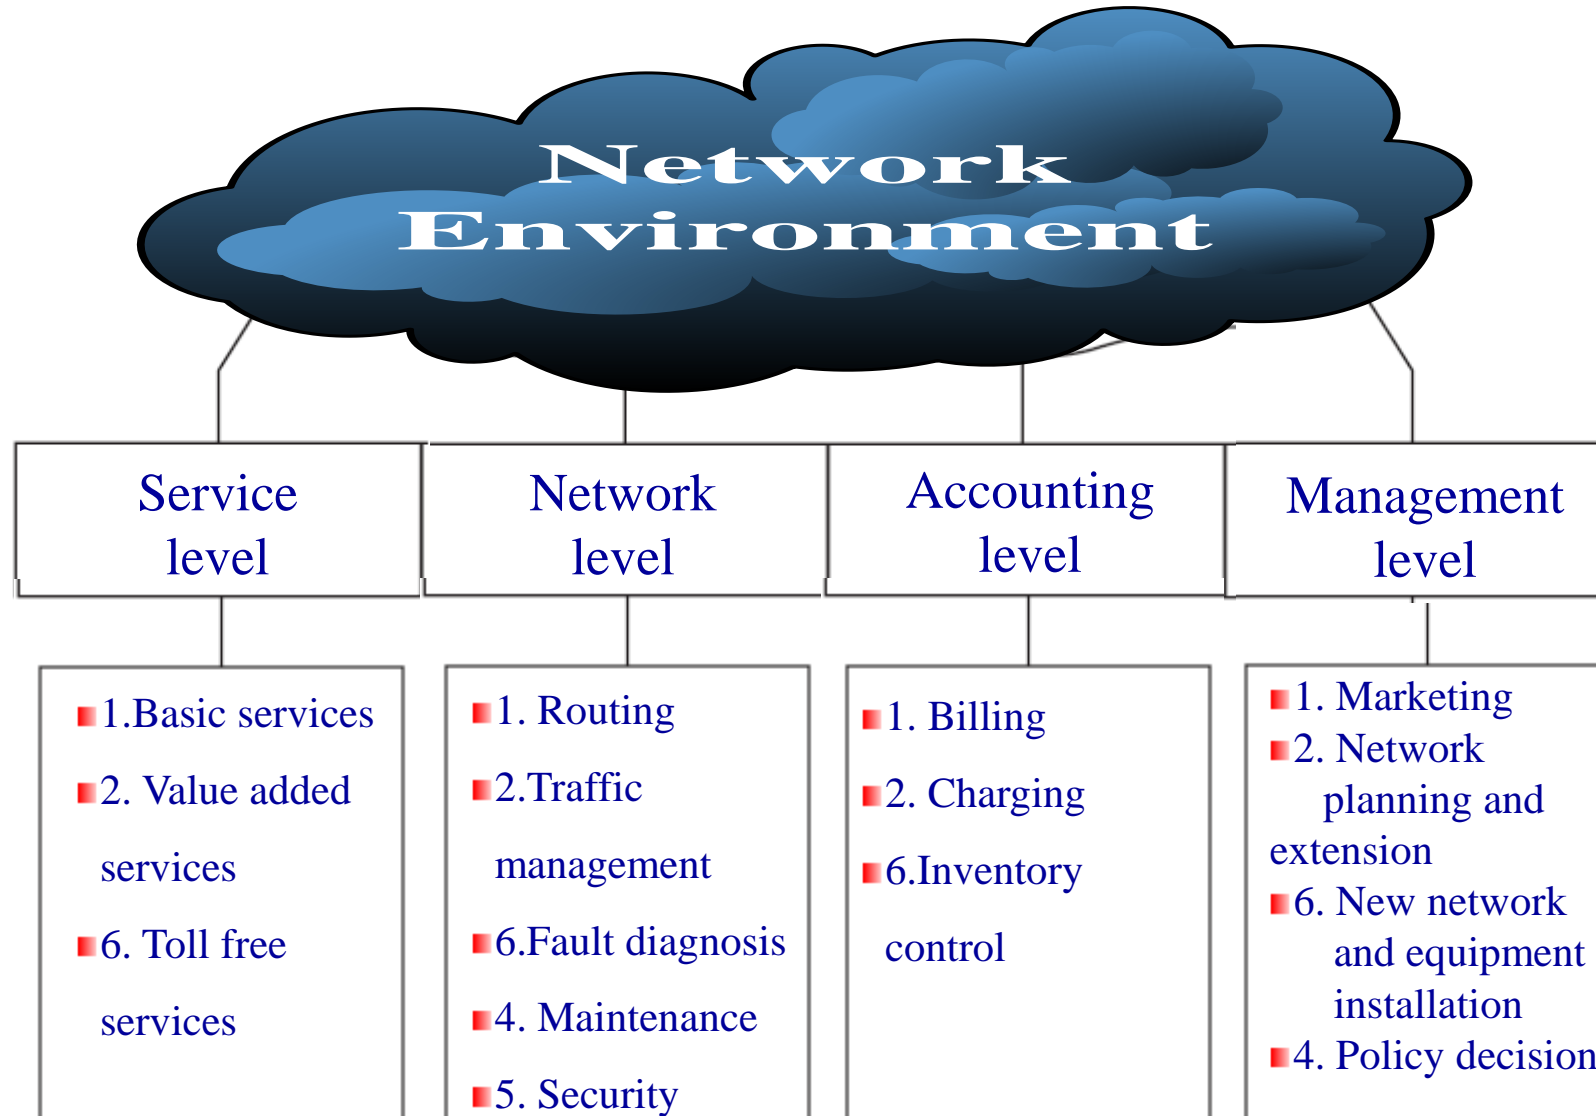 Network
Environment
Service
level
Network
level
Accounting
level
Management
level
1.Basic services
2. Value added
services
6. Toll free
services
1. Routing
2.Traffic
management
6.Fault diagnosis
4. Maintenance
5. Security
1. Billing
2. Charging
6.Inventory
control
1. Marketing
2. Network
planning and
extension
6. New network
and equipment
installation
4. Policy decision